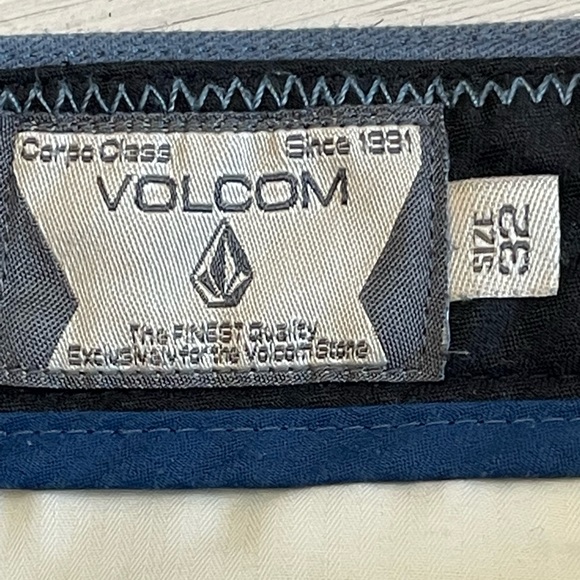 Corpo Class Since 1991
VOLCOM
The FINEST Quality
Exclusively for the Volcom Stone
SIZE
32